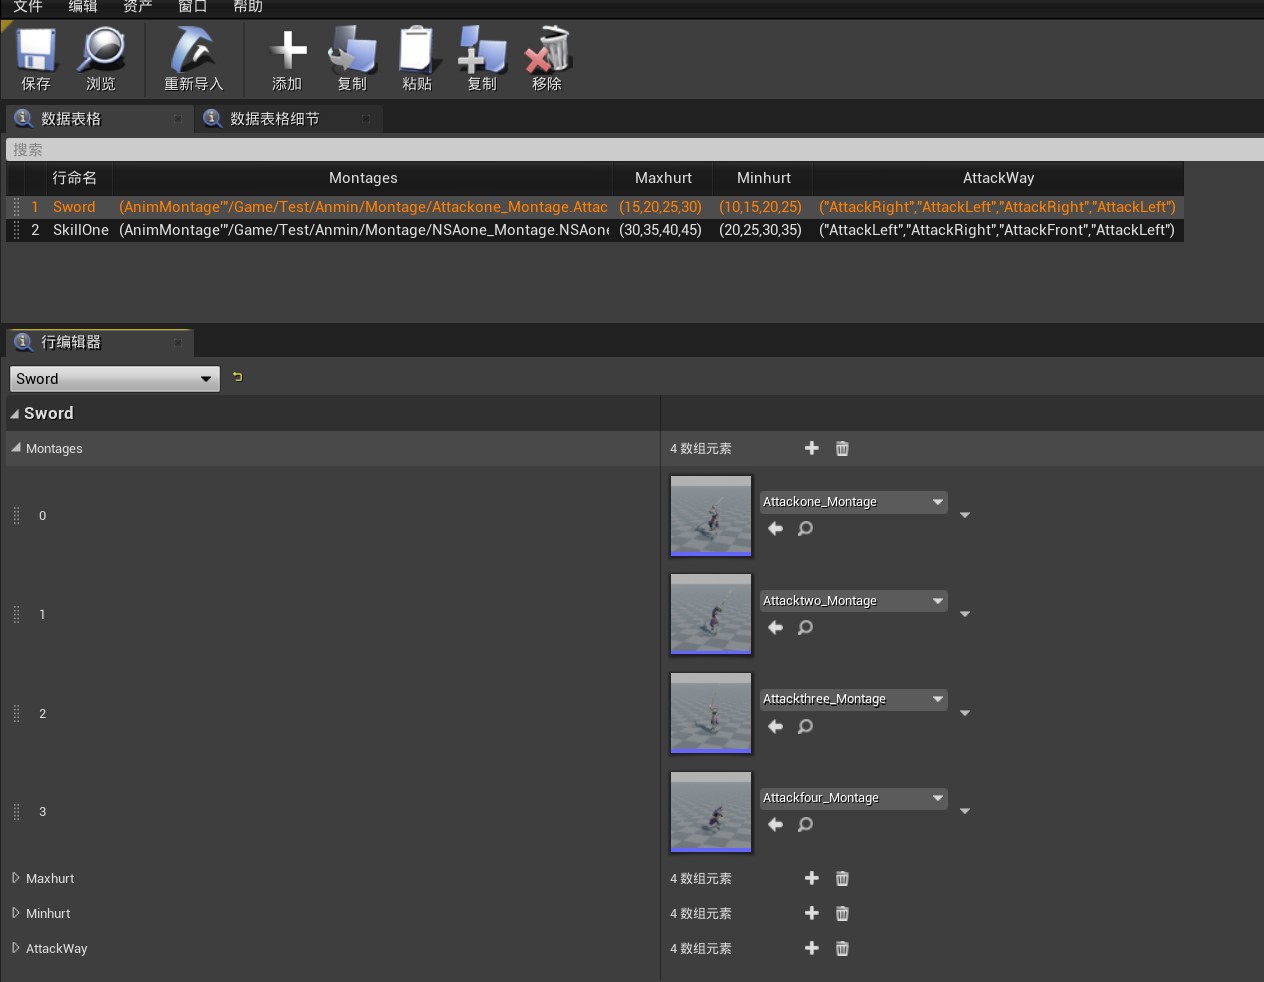 文件 编辑 资产 窗口 帮助
保存 浏览 重新导入 添加 复制 粘贴 复制 移除
数据表格 数据表格细节
搜索
行命名 Montages Maxhurt Minhurt AttackWay
1 Sword (AnimMontage'"/Game/Test/Anmin/Montage/Attackone_Montage.Attac (15,20,25,30) (10,15,20,25) ("AttackRight","AttackLeft","AttackRight","AttackLeft")
2 SkillOne (AnimMontage'"/Game/Test/Anmin/Montage/NSAone_Montage.NSAone (30,35,40,45) (20,25,30,35) ("AttackLeft","AttackRight","AttackFront","AttackLeft")
行编辑器
Sword
Sword
Montages 4 数组元素
0 Attackone_Montage
1 Attacktwo_Montage
2 Attackthree_Montage
3 Attackfour_Montage
Maxhurt 4 数组元素
Minhurt 4 数组元素
AttackWay 4 数组元素